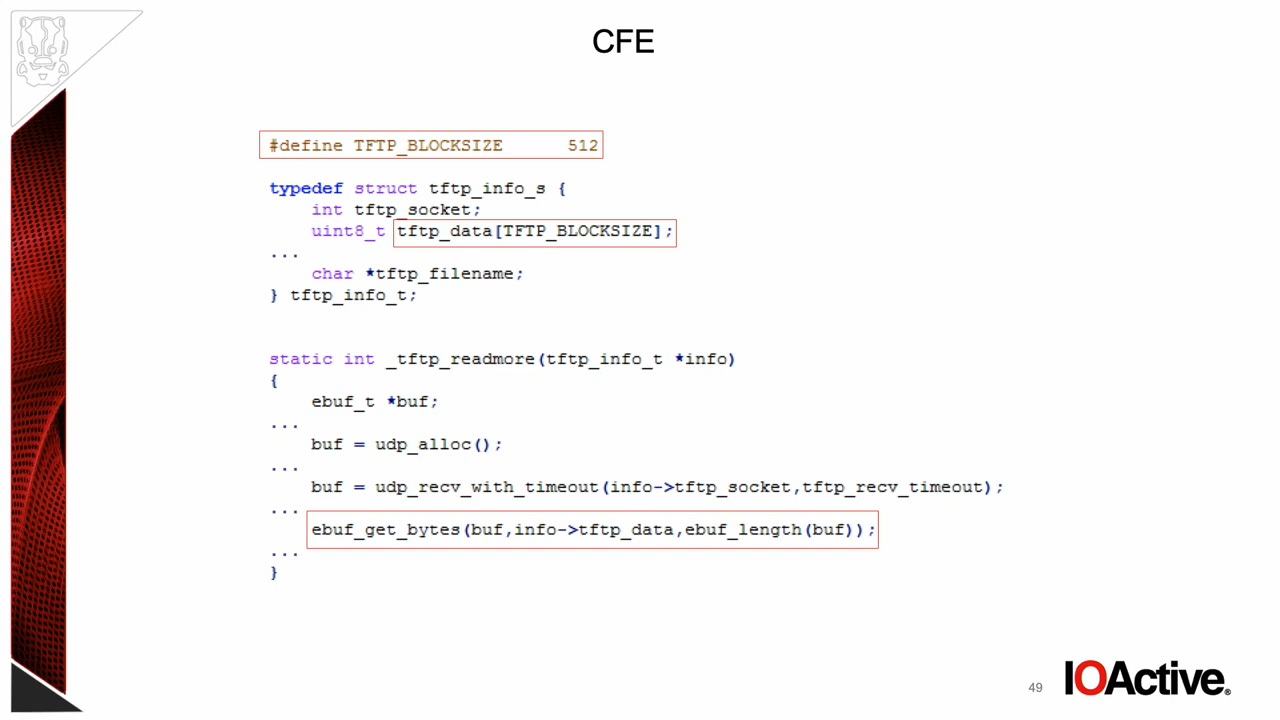 CFE
#define TFTP_BLOCKSIZE 512
typedef struct tftp_info_s {
int tftp_socket;
uint8_t tftp_data[TFTP_BLOCKSIZE];
...
char *tftp_filename;
} tftp_info_t;
static int _tftp_readmore(tftp_info_t *info)
{
ebuf_t *buf;
...
buf = udp_alloc();
...
buf = udp_recv_with_timeout(info->tftp_socket,tftp_recv_timeout);
...
ebuf_get_bytes(buf,info->tftp_data,ebuf_length(buf));
...
}
49
IOActive®